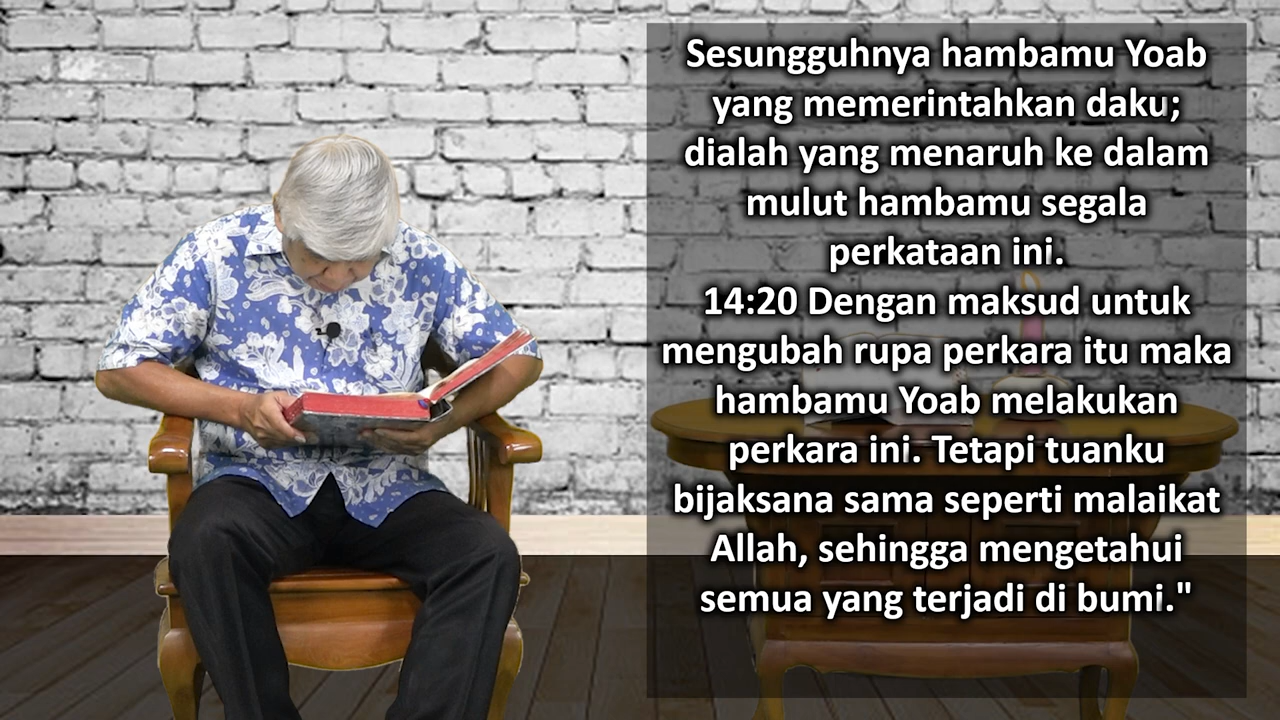 Sesungguhnya hambamu Yoab
yang memerintahkan daku;
dialah yang menaruh ke dalam
mulut hambamu segala
perkataan ini.
14:20 Dengan maksud untuk
mengubah rupa perkara itu maka
hambamu Yoab melakukan
perkara ini. Tetapi tuanku
bijaksana sama seperti malaikat
Allah, sehingga mengetahui
semua yang terjadi di bumi."